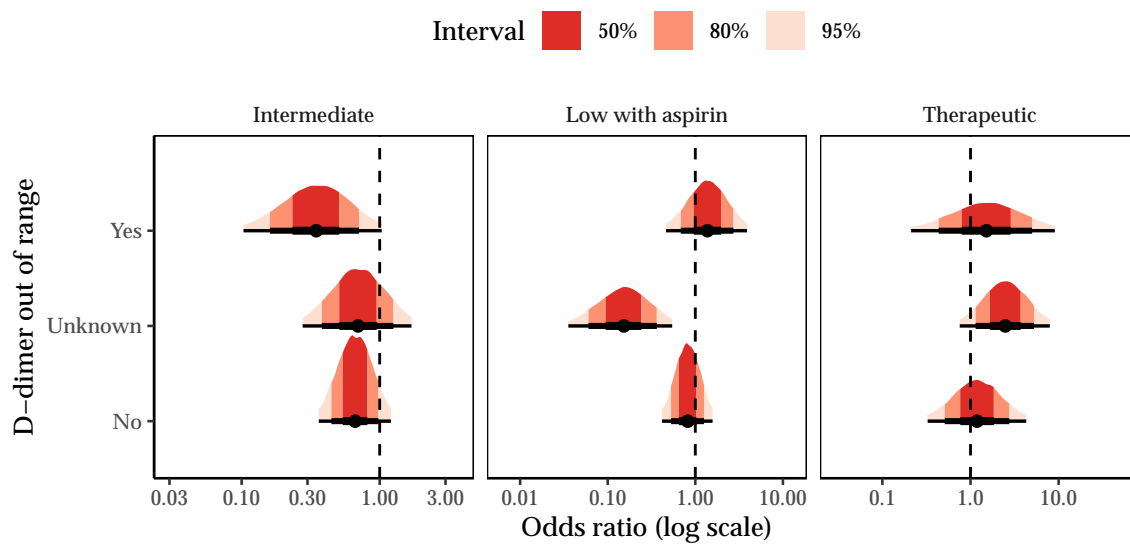 Interval 50% 80% 95%
Intermediate Low with aspirin Therapeutic
D−dimer out of range
Yes
Unknown
No
0.03 0.10 0.30 1.00 3.00 0.01 0.10 1.00 10.00 0.1 1.0 10.0
Odds ratio (log scale)